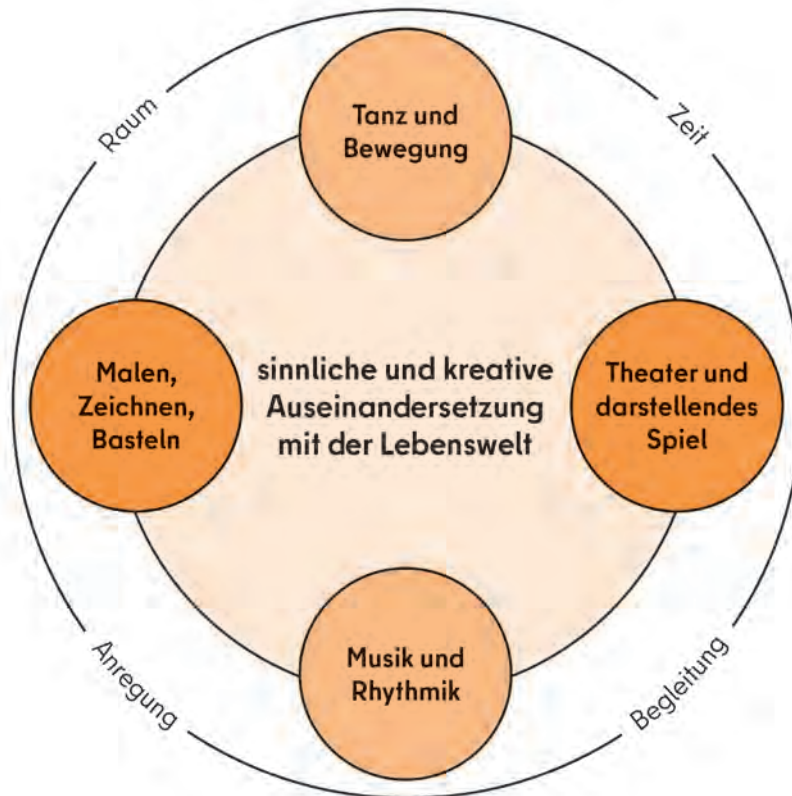 Raum
Zeit
Tanz und
Bewegung
Malen,
Zeichnen,
Basteln
sinnliche und kreative
Auseinandersetzung
mit der Lebenswelt
Theater und
darstellendes
Spiel
Musik und
Rhythmik
Anregung
Begleitung